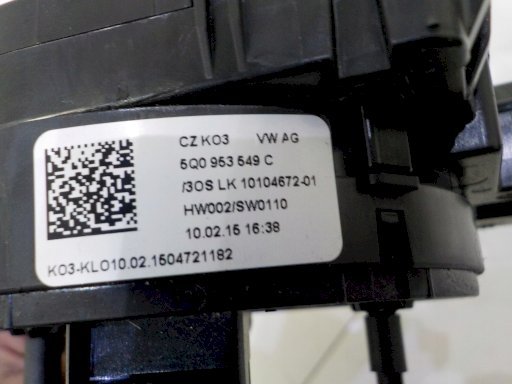 CZ KO3 VW AG
5Q0 953 549 C
/3OS LK 10104672-01
HW002/SW0110
10.02.15 16:38
KO3-KLO10.02.1504721182